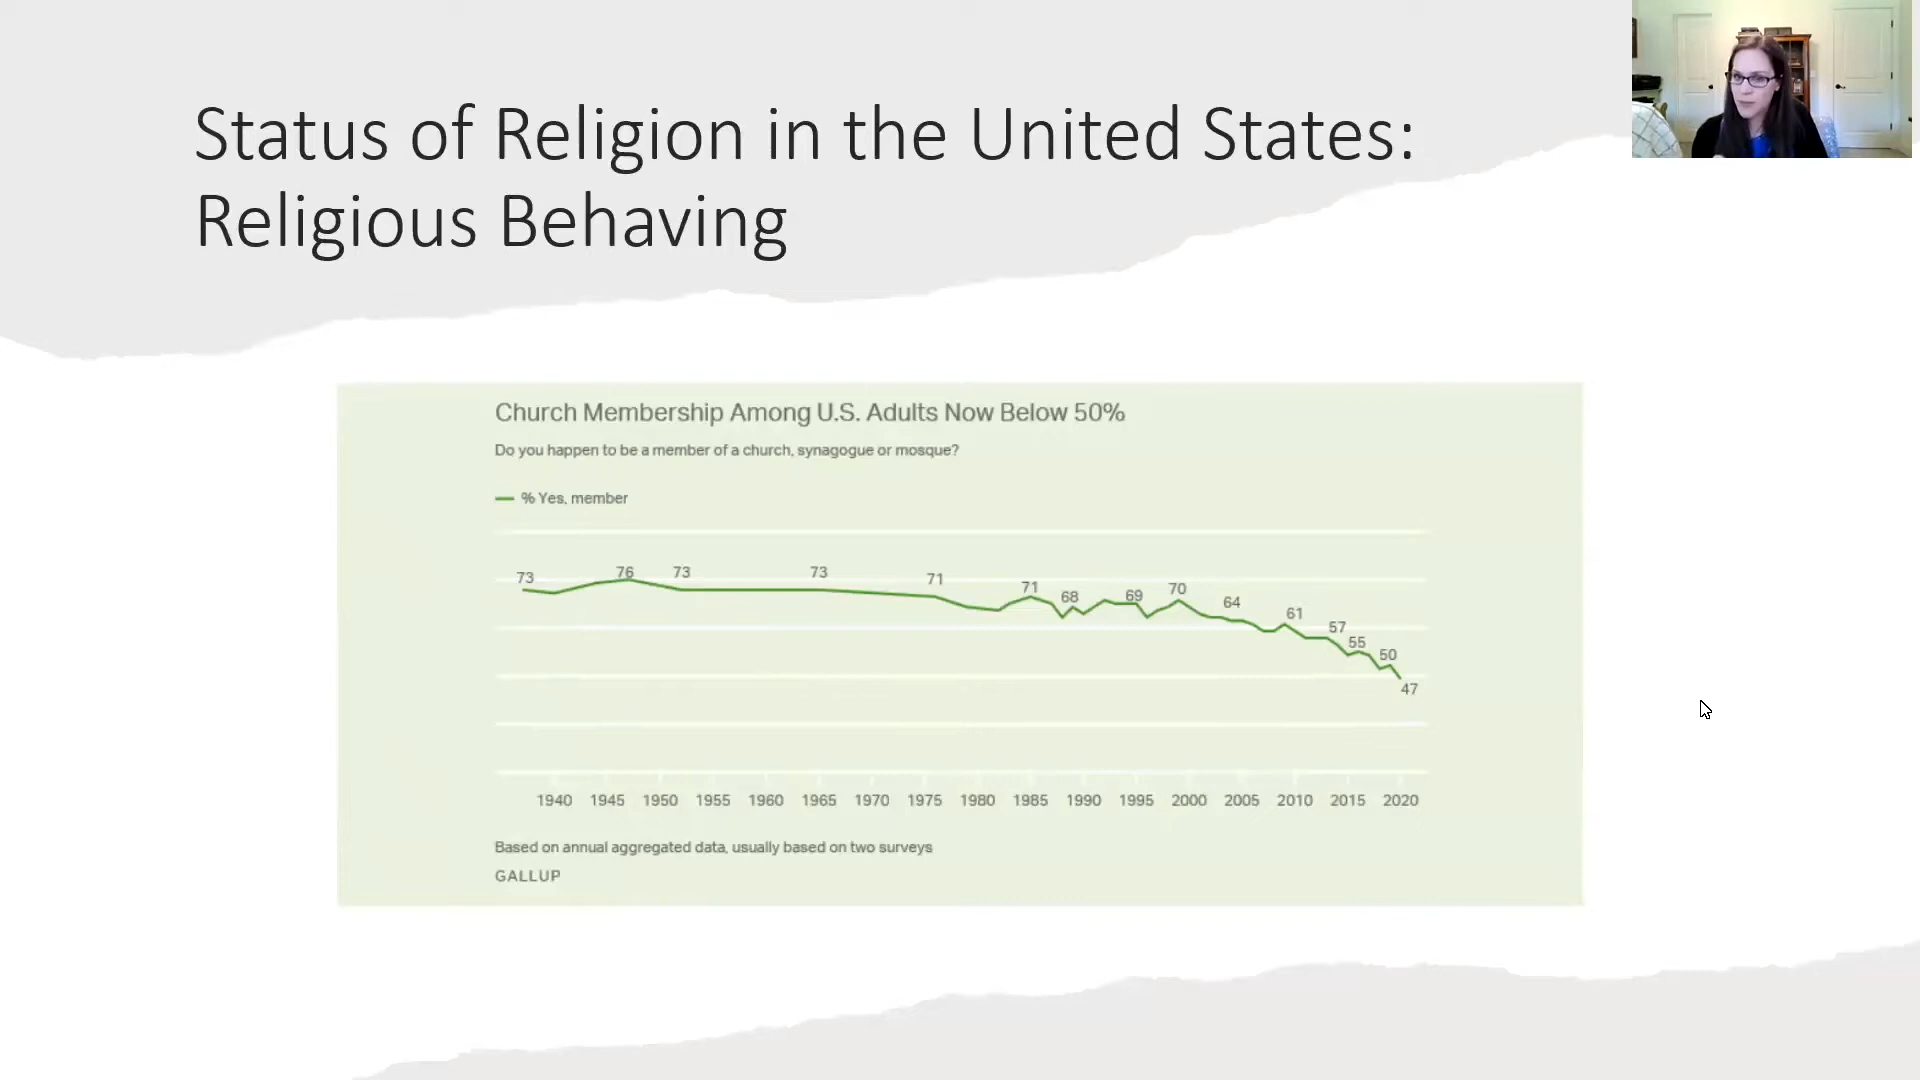 Status of Religion in the United States:
Religious Behaving
Church Membership Among U.S. Adults Now Below 50%
Do you happen to be a member of a church, synagogue or mosque?
% Yes, member
73 76 73 73 71 71 68 69 70 64 61 57 55 50 47
1940 1945 1950 1955 1960 1965 1970 1975 1980 1985 1990 1995 2000 2005 2010 2015 2020
Based on annual aggregated data, usually based on two surveys
GALLUP